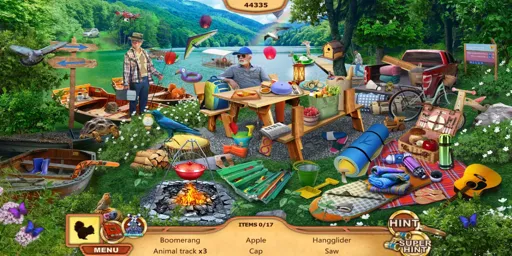 44335
ITEMS 0/17
Boomerang Apple Hangglider
Animal track x3 Cap Saw
MENU
HINT
SUPER
HINT